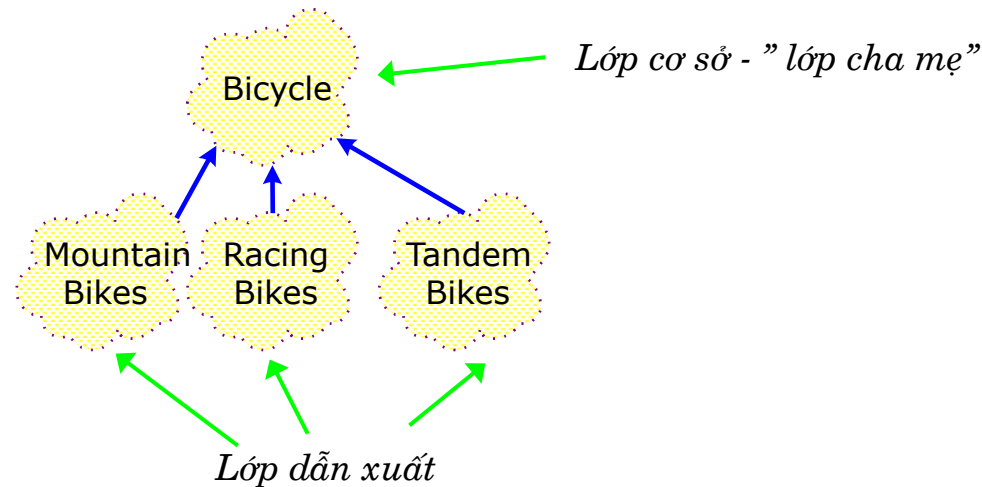 Lớp cơ sở - ” lớp cha mẹ”
Bicycle
Mountain
Bikes
Racing
Bikes
Tandem
Bikes
Lớp dẫn xuất